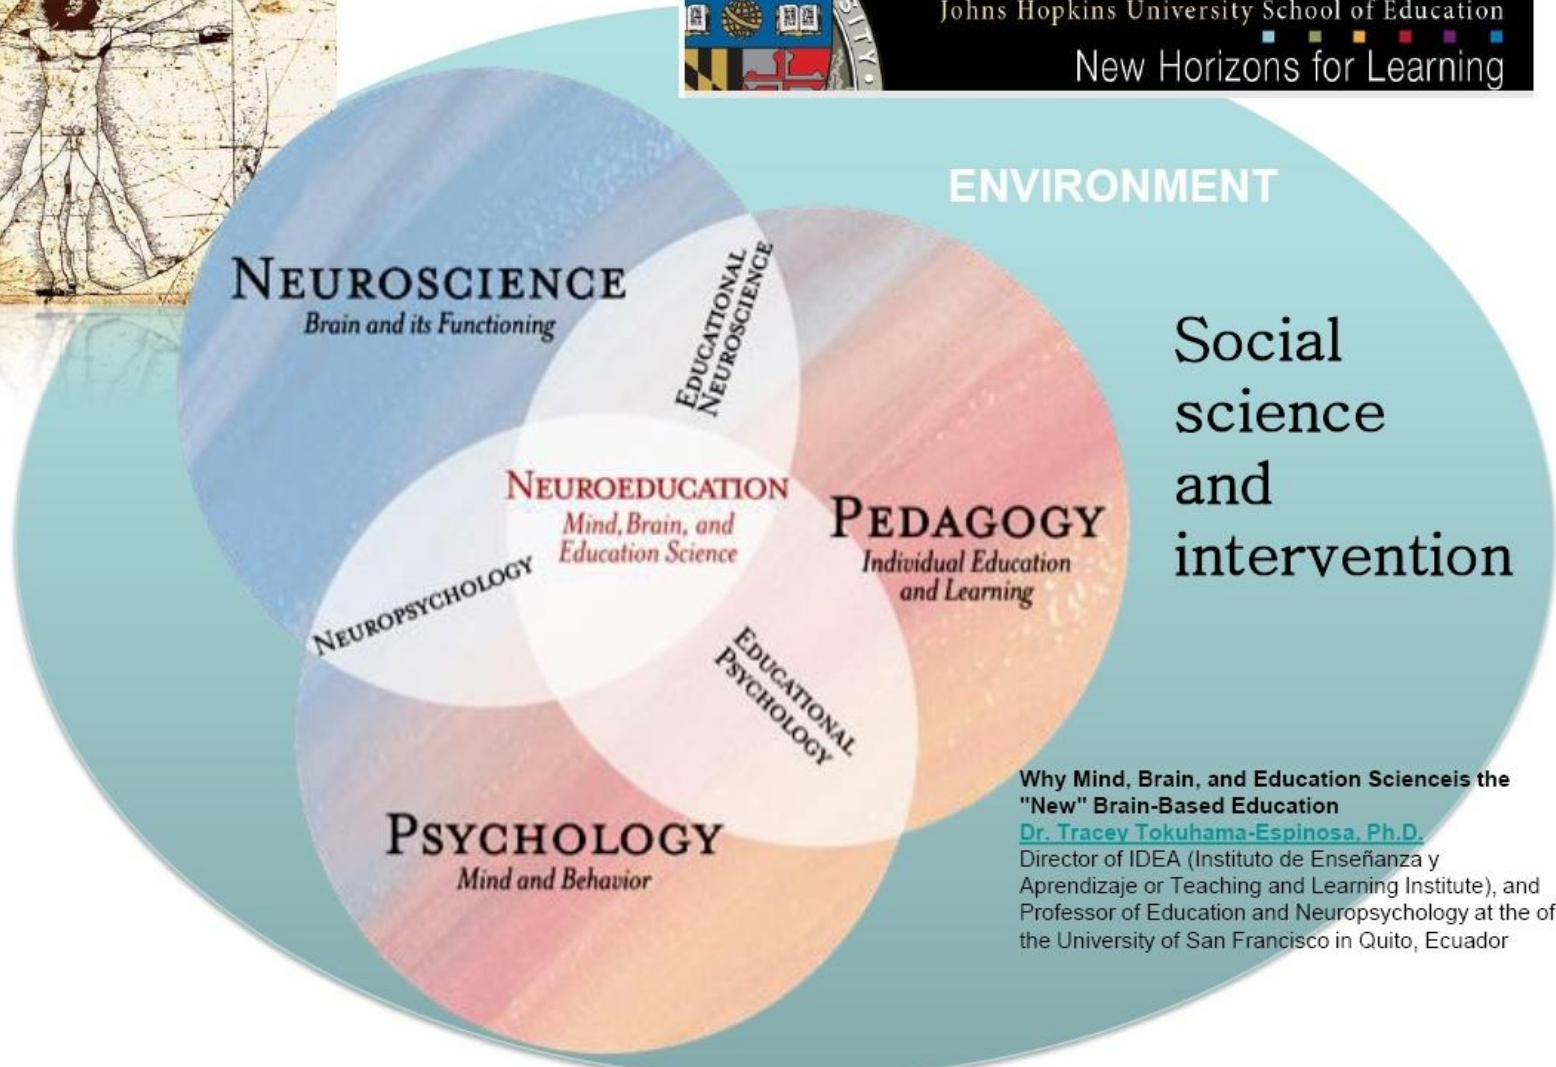 Johns Hopkins University School of Education
New Horizons for Learning
SITY
ENVIRONMENT
NEUROSCIENCE
Brain and its Functioning
EDUCATIONAL
NEUROSCIENCE
Social
science
and
intervention
NEUROEDUCATION
Mind, Brain, and
Education Science
PEDAGOGY
Individual Education
and Learning
NEUROPSYCHOLOGY
EDUCATIONAL
PSYCHOLOGY
PSYCHOLOGY
Mind and Behavior
Why Mind, Brain, and Education Scienceis the
"New" Brain-Based Education
Dr. Tracey Tokuhama-Espinosa, Ph.D.
Director of IDEA (Instituto de Enseñanza y
Aprendizaje or Teaching and Learning Institute), and
Professor of Education and Neuropsychology at the of
the University of San Francisco in Quito, Ecuador